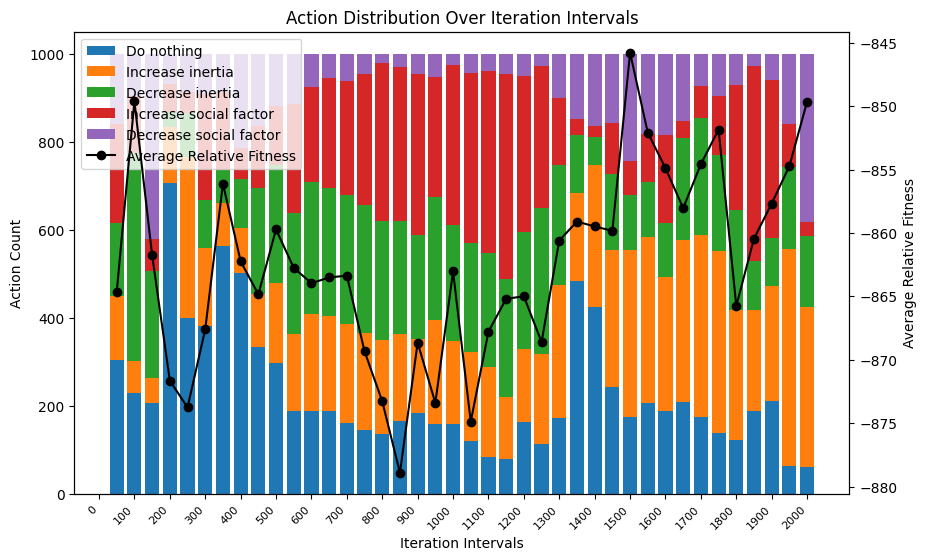 Action Distribution Over Iteration Intervals
Do nothing
Increase inertia
Decrease inertia
Increase social factor
Decrease social factor
Average Relative Fitness
Action Count
1000
800
600
400
200
0
−845
−850
−855
−860
−865
−870
−875
−880
Average Relative Fitness
0 100 200 300 400 500 600 700 800 900 1000 1100 1200 1300 1400 1500 1600 1700 1800 1900 2000
Iteration Intervals